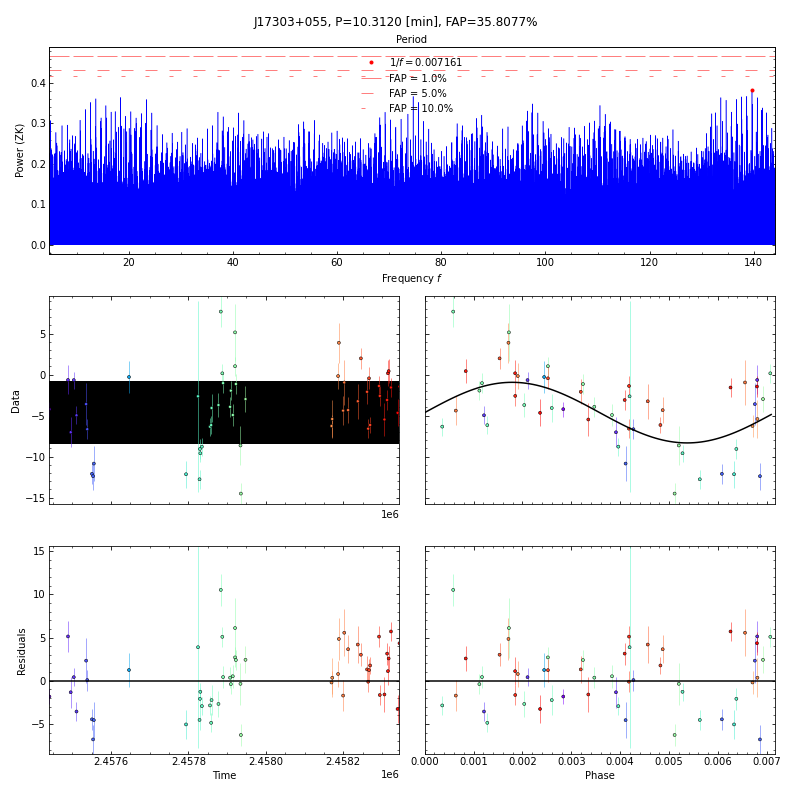 J17303+055, P=10.3120 [min], FAP=35.8077%
Period
1/f = 0.007161
FAP = 1.0%
FAP = 5.0%
FAP = 10.0%
Power (ZK)
0.4
0.3
0.2
0.1
0.0
20 40 60 80 100 120 140
Frequency f
Data
5
0
−5
−10
−15
1e6
Residuals
15
10
5
0
−5
2.4576 2.4578 2.4580 2.4582
1e6
Time
0.000 0.001 0.002 0.003 0.004 0.005 0.006 0.007
Phase